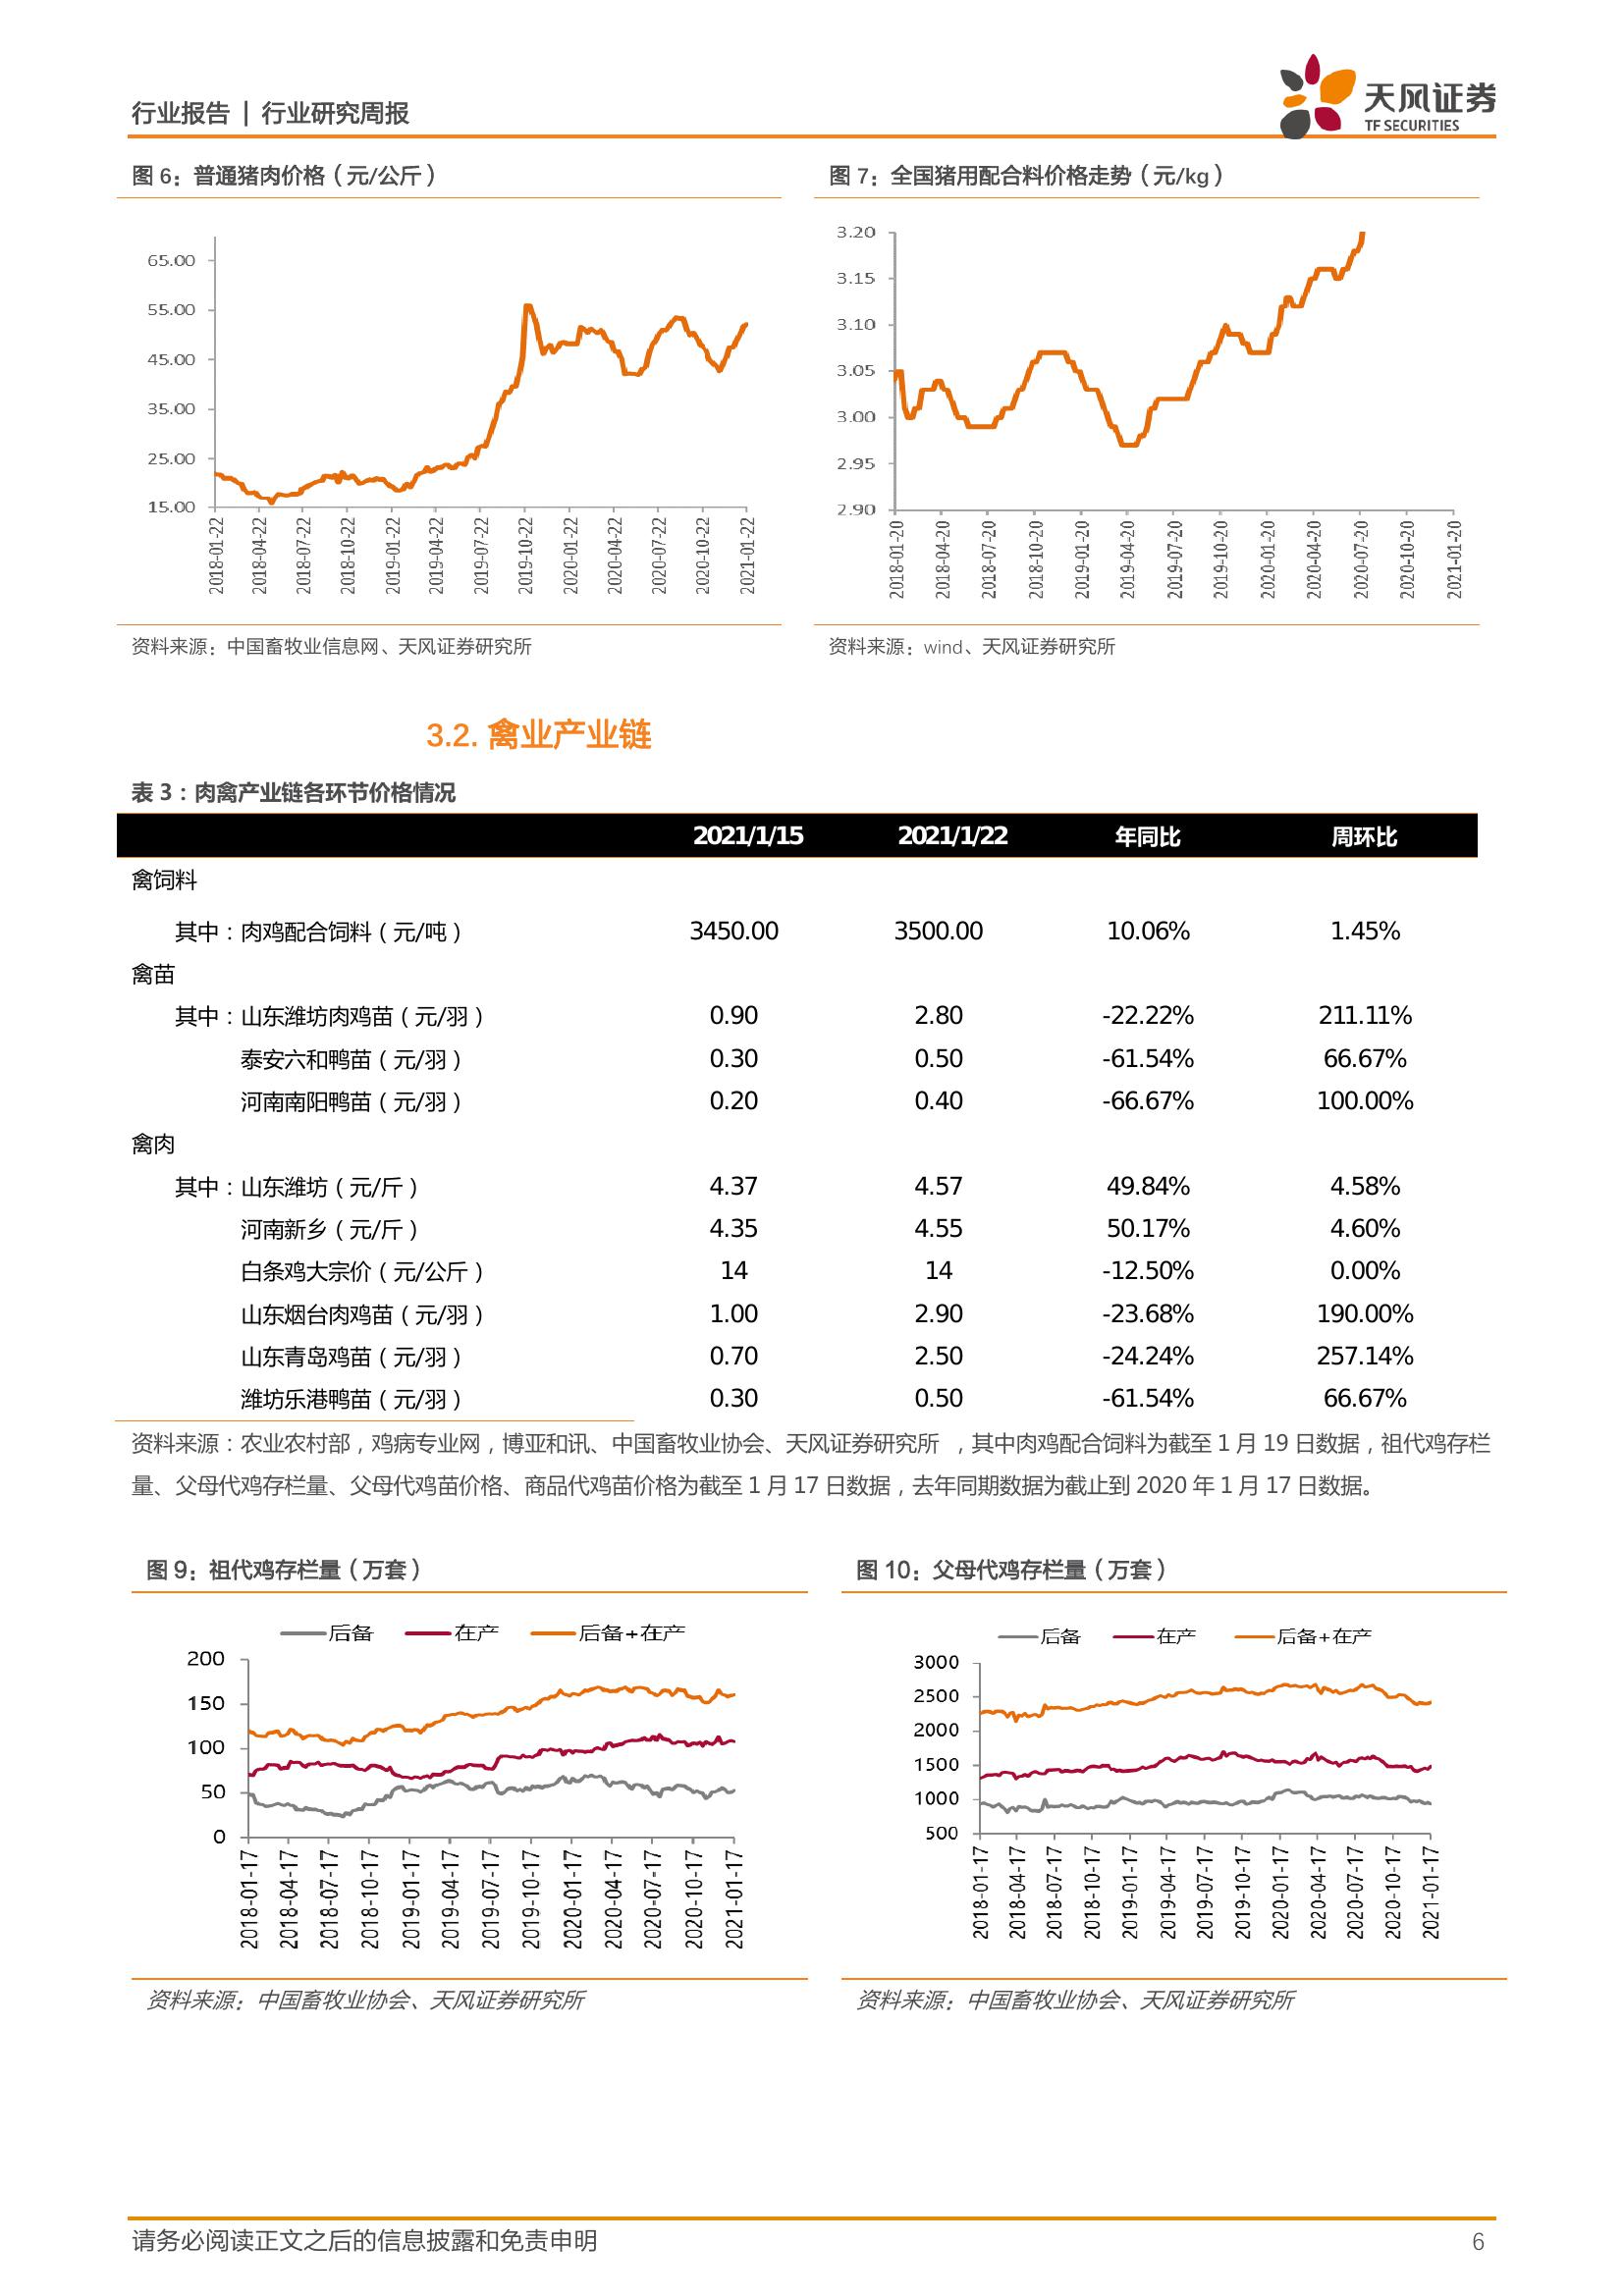 行业报告 | 行业研究周报
天风证券
TF SECURITIES
图 6：普通猪肉价格（元/公斤）
65.00
55.00
45.00
35.00
25.00
15.00
2018-01-22
2018-04-22
2018-07-22
2018-10-22
2019-01-22
2019-04-22
2019-07-22
2019-10-22
2020-01-22
2020-04-22
2020-07-22
2020-10-22
2021-01-22
资料来源：中国畜牧业信息网、天风证券研究所
图 7：全国猪用配合料价格走势（元/kg）
3.20
3.15
3.10
3.05
3.00
2.95
2.90
2018-01-20
2018-04-20
2018-07-20
2018-10-20
2019-01-20
2019-04-20
2019-07-20
2019-10-20
2020-01-20
2020-04-20
2020-07-20
2020-10-20
2021-01-20
资料来源：wind、天风证券研究所
3.2. 禽业产业链
表 3：肉禽产业链各环节价格情况
2021/1/15 2021/1/22 年同比 周环比
禽饲料
其中：肉鸡配合饲料（元/吨） 3450.00 3500.00 10.06% 1.45%
禽苗
其中：山东潍坊肉鸡苗（元/羽） 0.90 2.80 -22.22% 211.11%
泰安六和鸭苗（元/羽） 0.30 0.50 -61.54% 66.67%
河南南阳鸭苗（元/羽） 0.20 0.40 -66.67% 100.00%
禽肉
其中：山东潍坊（元/斤） 4.37 4.57 49.84% 4.58%
河南新乡（元/斤） 4.35 4.55 50.17% 4.60%
白条鸡大宗价（元/公斤） 14 14 -12.50% 0.00%
山东烟台肉鸡苗（元/羽） 1.00 2.90 -23.68% 190.00%
山东青岛鸡苗（元/羽） 0.70 2.50 -24.24% 257.14%
潍坊乐港鸭苗（元/羽） 0.30 0.50 -61.54% 66.67%
资料来源：农业农村部，鸡病专业网，博亚和讯、中国畜牧业协会、天风证券研究所 ，其中肉鸡配合饲料为截至 1 月 19 日数据，祖代鸡存栏
量、父母代鸡存栏量、父母代鸡苗价格、商品代鸡苗价格为截至 1 月 17 日数据，去年同期数据为截止到 2020 年 1 月 17 日数据。
图 9：祖代鸡存栏量（万套）
后备 在产 后备+在产
200
150
100
50
0
2018-01-17
2018-04-17
2018-07-17
2018-10-17
2019-01-17
2019-04-17
2019-07-17
2019-10-17
2020-01-17
2020-04-17
2020-07-17
2020-10-17
2021-01-17
资料来源：中国畜牧业协会、天风证券研究所
图 10：父母代鸡存栏量（万套）
后备 在产 后备+在产
3000
2500
2000
1500
1000
500
2018-01-17
2018-04-17
2018-07-17
2018-10-17
2019-01-17
2019-04-17
2019-07-17
2019-10-17
2020-01-17
2020-04-17
2020-07-17
2020-10-17
2021-01-17
资料来源：中国畜牧业协会、天风证券研究所
请务必阅读正文之后的信息披露和免责申明 6